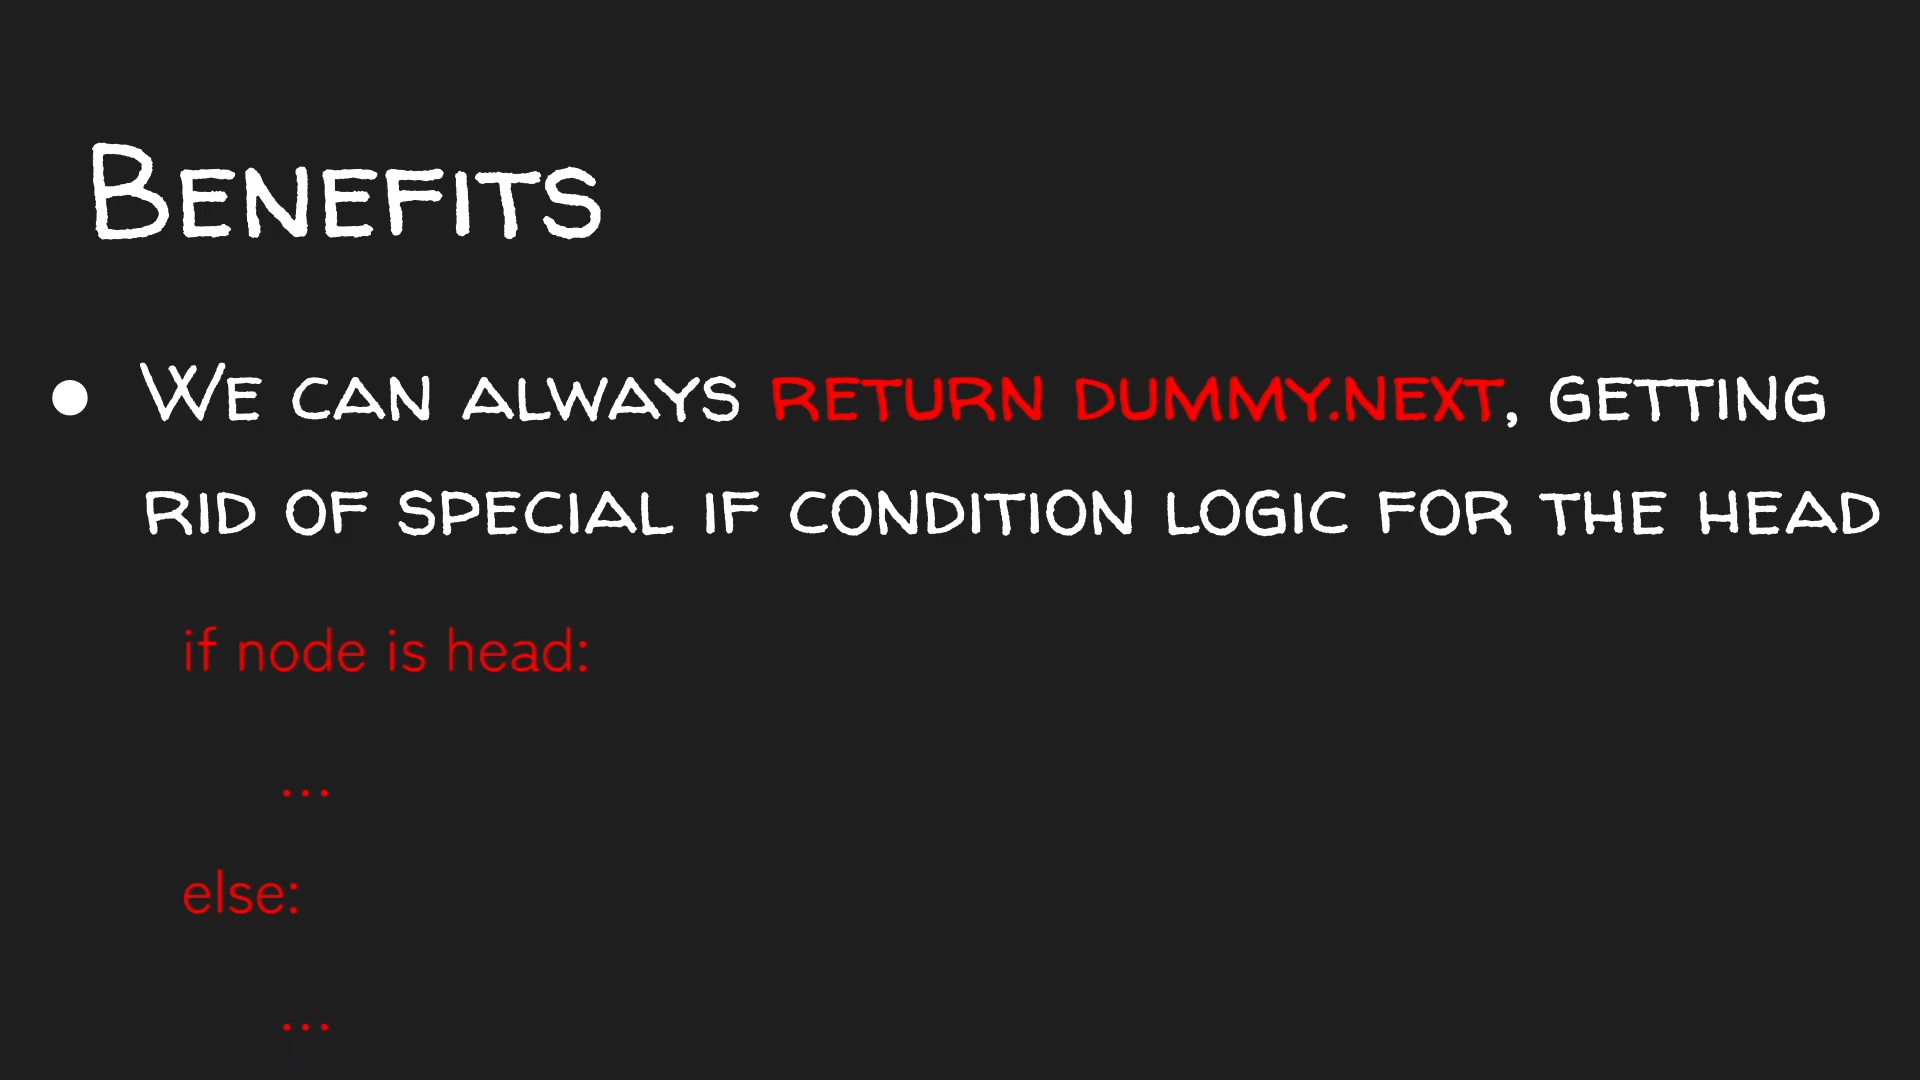 Benefits
● We can always return dummy.next, getting
rid of special if condition logic for the head
if node is head:
...
else:
...